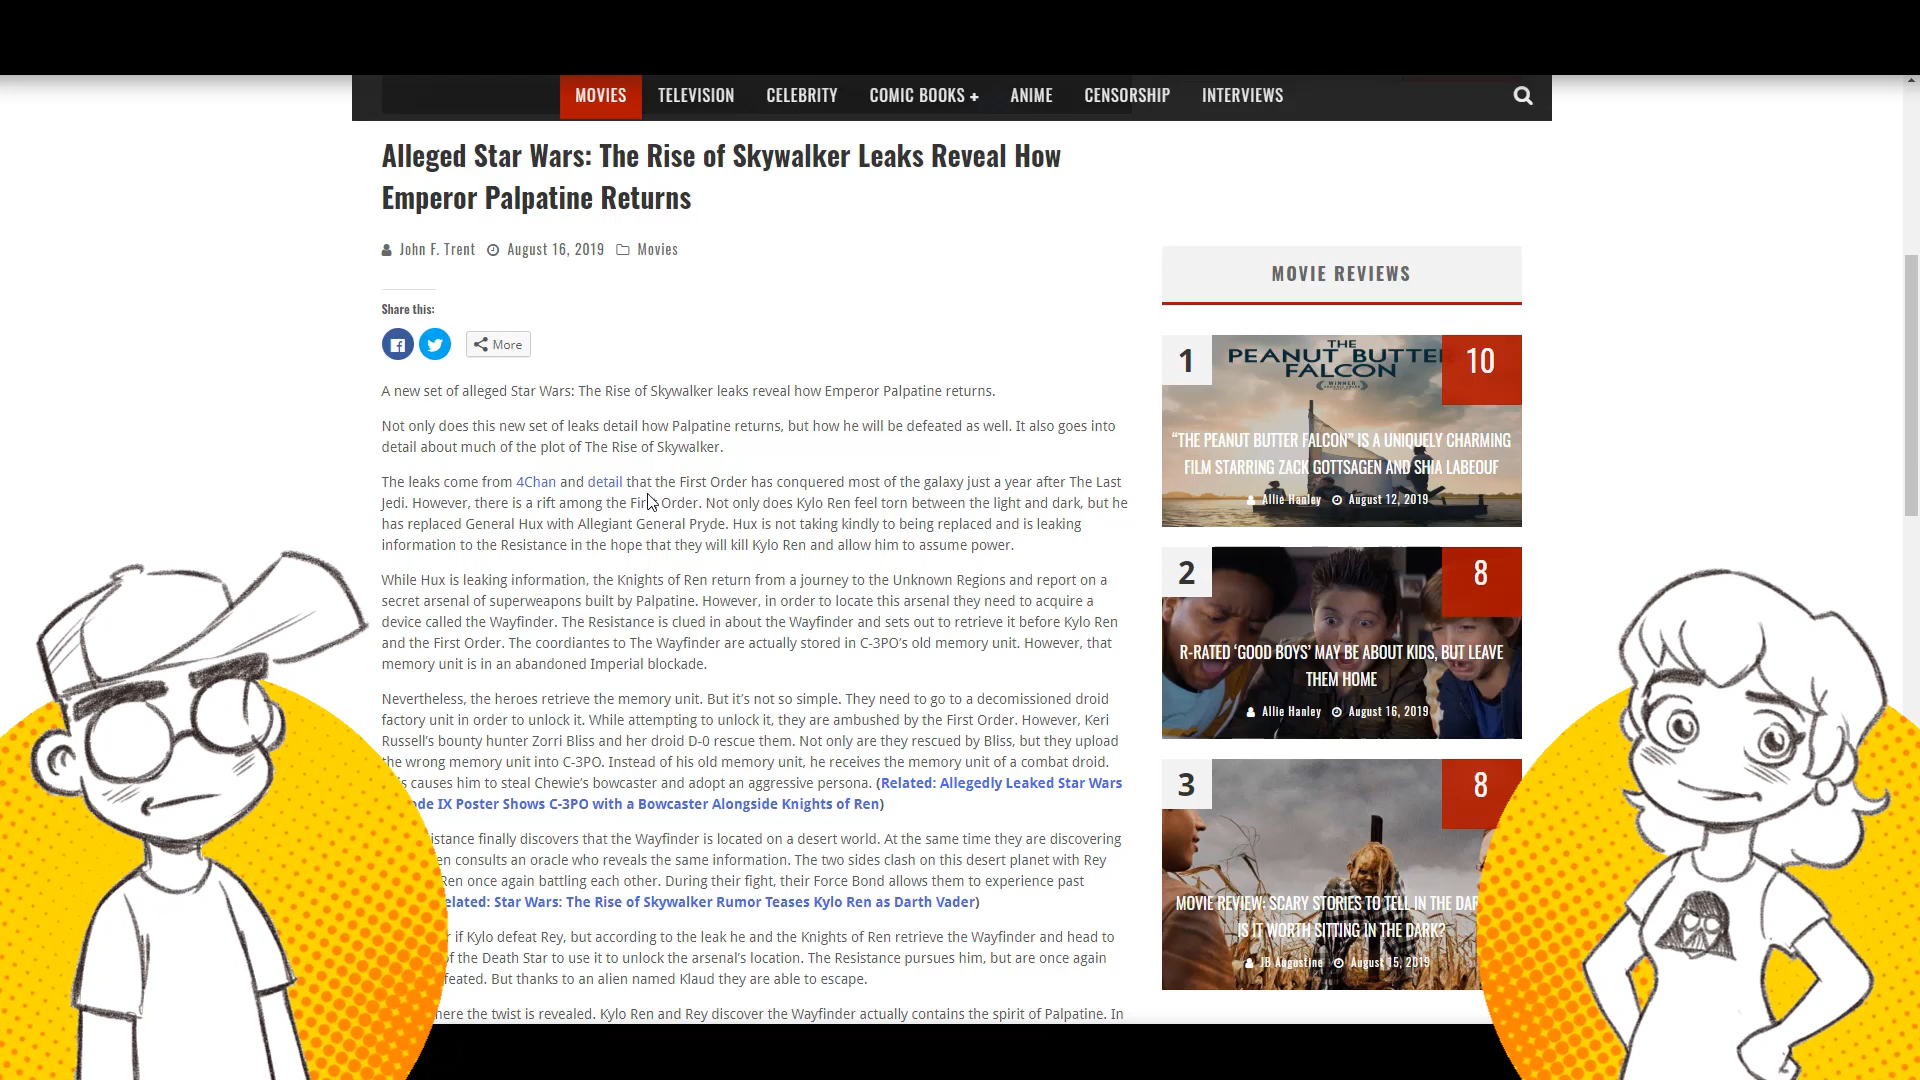 MOVIES TELEVISION CELEBRITY COMIC BOOKS + ANIME CENSORSHIP INTERVIEWS
Alleged Star Wars: The Rise of Skywalker Leaks Reveal How
Emperor Palpatine Returns
John F. Trent August 16, 2019 Movies
Share this:
More
A new set of alleged Star Wars: The Rise of Skywalker leaks reveal how Emperor Palpatine returns.
Not only does this new set of leaks detail how Palpatine returns, but how he will be defeated as well. It also goes into
detail about much of the plot of The Rise of Skywalker.
The leaks come from 4Chan and detail that the First Order has conquered most of the galaxy just a year after The Last
Jedi. However, there is a rift among the First Order. Not only does Kylo Ren feel torn between the light and dark, but he
has replaced General Hux with Allegiant General Pryde. Hux is not taking kindly to being replaced and is leaking
information to the Resistance in the hope that they will kill Kylo Ren and allow him to assume power.
While Hux is leaking information, the Knights of Ren return from a journey to the Unknown Regions and report on a
secret arsenal of superweapons built by Palpatine. However, in order to locate this arsenal they need to acquire a
device called the Wayfinder. The Resistance is clued in about the Wayfinder and sets out to retrieve it before Kylo Ren
and the First Order. The coordiantes to The Wayfinder are actually stored in C-3PO's old memory unit. However, that
memory unit is in an abandoned Imperial blockade.
Nevertheless, the heroes retrieve the memory unit. But it's not so simple. They need to go to a decomissioned droid
factory unit in order to unlock it. While attempting to unlock it, they are ambushed by the First Order. However, Keri
Russell's bounty hunter Zorri Bliss and her droid D-0 rescue them. Not only are they rescued by Bliss, but they upload
the wrong memory unit into C-3PO. Instead of his old memory unit, he receives the memory unit of a combat droid.
causes him to steal Chewie's bowcaster and adopt an aggressive persona. (Related: Allegedly Leaked Star Wars
IX Poster Shows C-3PO with a Bowcaster Alongside Knights of Ren)
finally discovers that the Wayfinder is located on a desert world. At the same time they are discovering
consults an oracle who reveals the same information. The two sides clash on this desert planet with Rey
Ren once again battling each other. During their fight, their Force Bond allows them to experience past
Star Wars: The Rise of Skywalker Rumor Teases Kylo Ren as Darth Vader)
if Kylo defeat Rey, but according to the leak he and the Knights of Ren retrieve the Wayfinder and head to
of the Death Star to use it to unlock the arsenal's location. The Resistance pursues him, but are once again
But thanks to an alien named Klaud they are able to escape.
the twist is revealed. Kylo Ren and Rey discover the Wayfinder actually contains the spirit of Palpatine. In
MOVIE REVIEWS
1
THE
PEANUT BUTTER
FALCON
WINNER
10
"THE PEANUT BUTTER FALCON" IS A UNIQUELY CHARMING
FILM STARRING ZACK GOTTSAGEN AND SHIA LABEOUF
Allie Hanley August 12, 2019
2
8
R-RATED 'GOOD BOYS' MAY BE ABOUT KIDS, BUT LEAVE
THEM HOME
Allie Hanley August 16, 2019
3
8
MOVIE REVIEW: SCARY STORIES TO TELL IN THE
IS IT WORTH SITTING IN THE DARK?
JB Augustine August 15, 2019